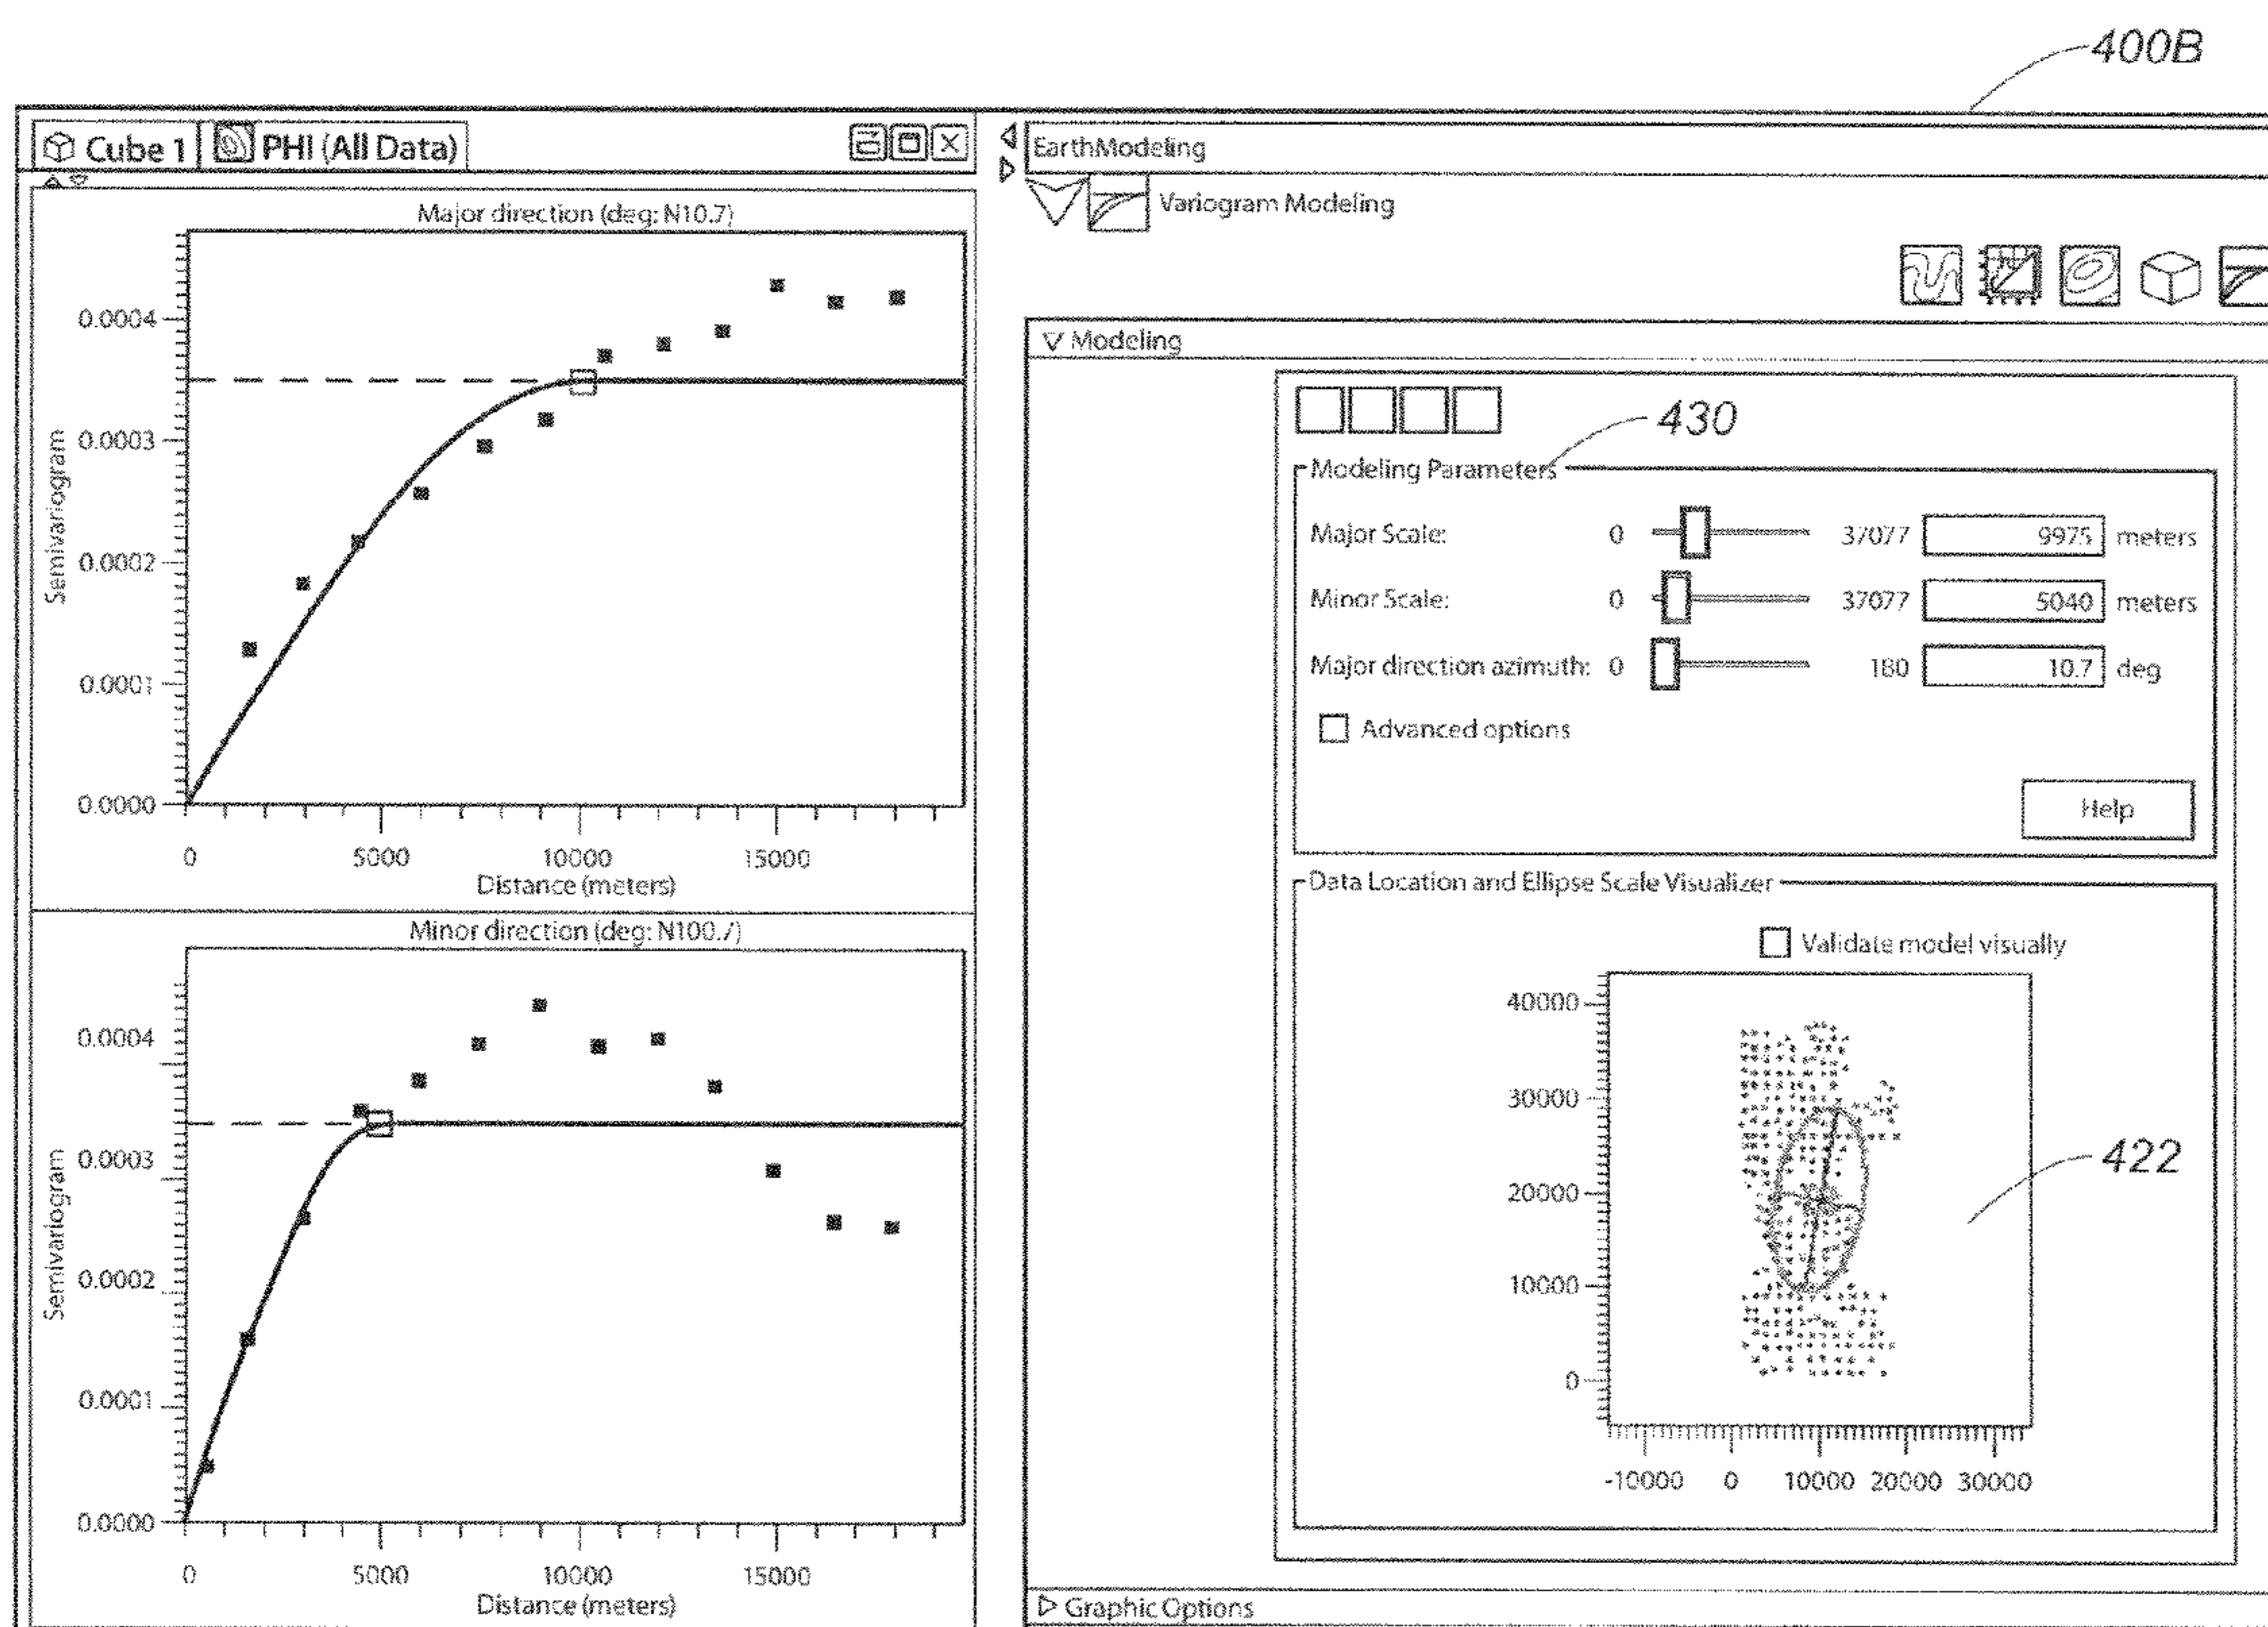 400B
Cube 1 PHI (All Data)
Major direction (deg: N10.7)
0.0004
0.0003
0.0002
0.0001
0.0000
Semivariogram
0 5000 10000 15000
Distance (meters)
Minor direction (deg: N100.7)
0.0004
0.0003
0.0002
0.0001
0.0000
Semivariogram
0 5000 10000 15000
Distance (meters)
EarthModeling
Variogram Modeling
Modeling
430
Modeling Parameters
Major Scale: 0 37077 9975 meters
Minor Scale: 0 37077 5040 meters
Major direction azimuth: 0 180 10.7 deg
Advanced options
Help
Data Location and Ellipse Scale Visualizer
Validate model visually
40000
30000
20000
10000
0
422
-10000 0 10000 20000 30000
Graphic Options